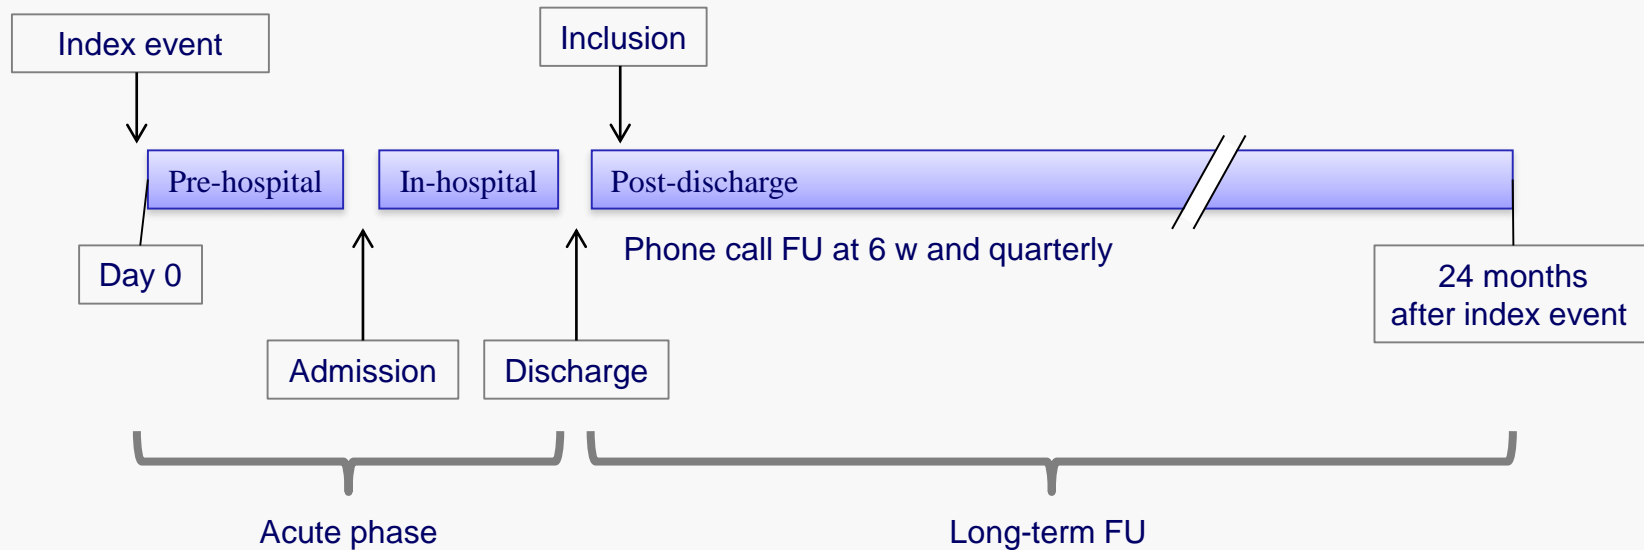 Index event
Inclusion
Pre-hospital
In-hospital
Post-discharge
Day 0
Phone call FU at 6 w and quarterly
24 months
after index event
Admission
Discharge
Acute phase
Long-term FU